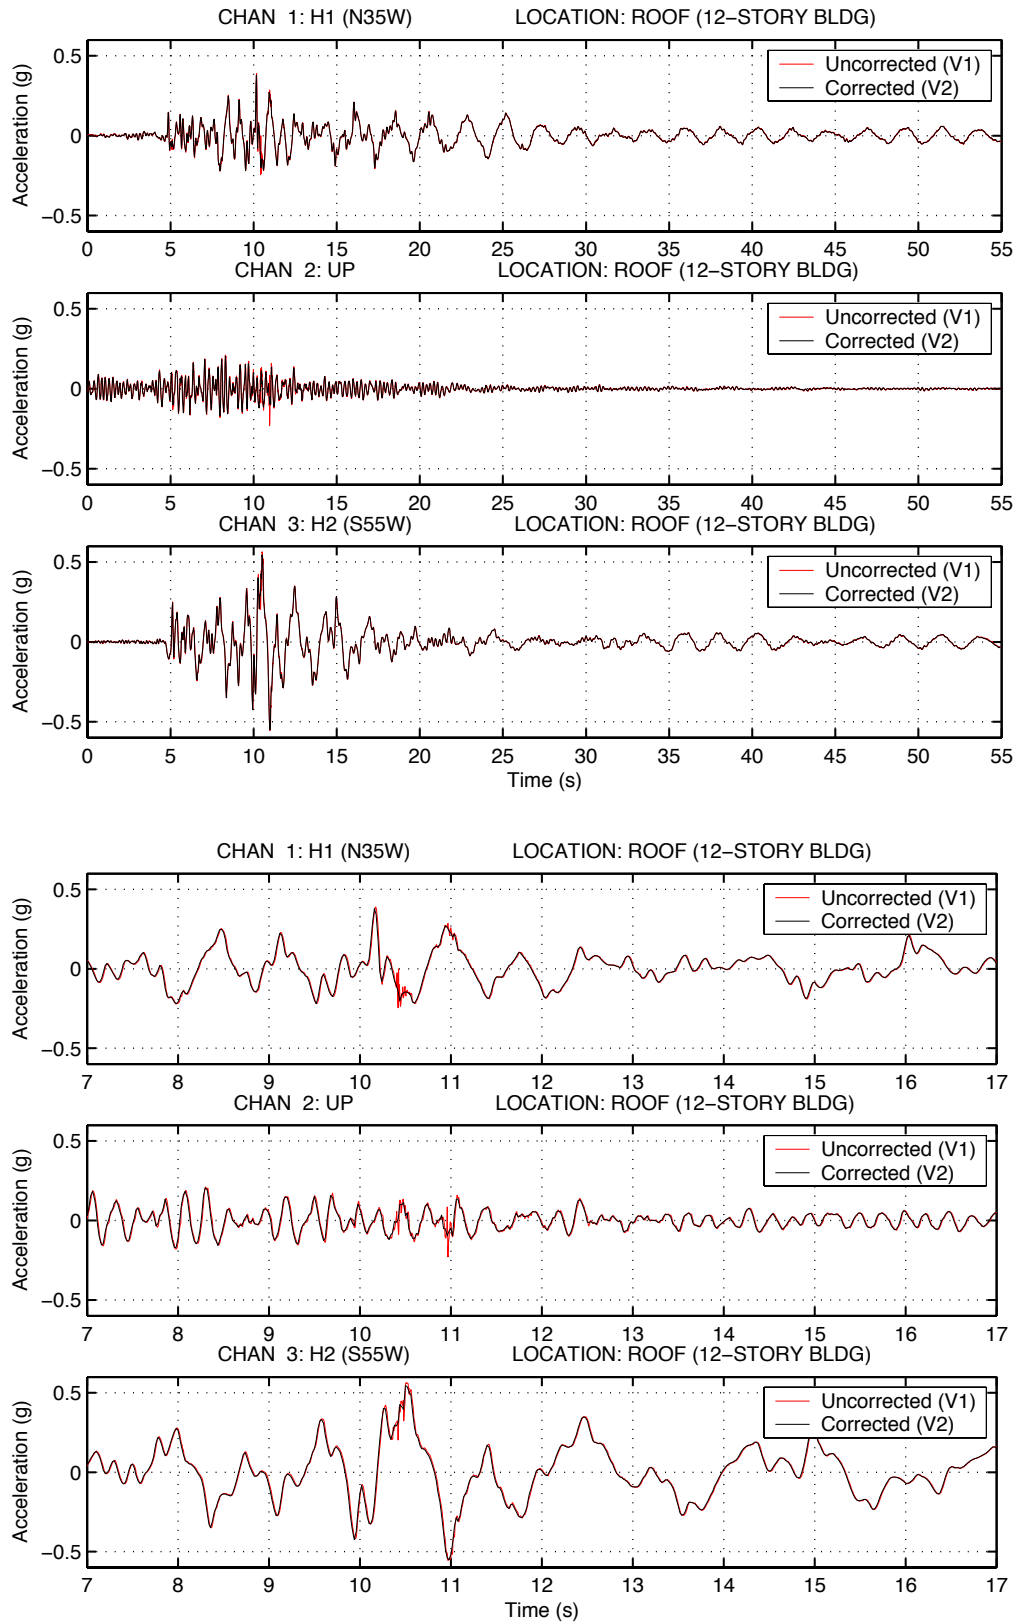 CHAN 1: H1 (N35W) LOCATION: ROOF (12−STORY BLDG)
0.5
0
−0.5
Acceleration (g)
Uncorrected (V1)
Corrected (V2)
0 5 10 15 20 25 30 35 40 45 50 55
CHAN 2: UP LOCATION: ROOF (12−STORY BLDG)
0.5
0
−0.5
Acceleration (g)
Uncorrected (V1)
Corrected (V2)
0 5 10 15 20 25 30 35 40 45 50 55
CHAN 3: H2 (S55W) LOCATION: ROOF (12−STORY BLDG)
0.5
0
−0.5
Acceleration (g)
Uncorrected (V1)
Corrected (V2)
0 5 10 15 20 25 30 35 40 45 50 55
Time (s)
CHAN 1: H1 (N35W) LOCATION: ROOF (12−STORY BLDG)
0.5
0
−0.5
Acceleration (g)
Uncorrected (V1)
Corrected (V2)
7 8 9 10 11 12 13 14 15 16 17
CHAN 2: UP LOCATION: ROOF (12−STORY BLDG)
0.5
0
−0.5
Acceleration (g)
Uncorrected (V1)
Corrected (V2)
7 8 9 10 11 12 13 14 15 16 17
CHAN 3: H2 (S55W) LOCATION: ROOF (12−STORY BLDG)
0.5
0
−0.5
Acceleration (g)
Uncorrected (V1)
Corrected (V2)
7 8 9 10 11 12 13 14 15 16 17
Time (s)